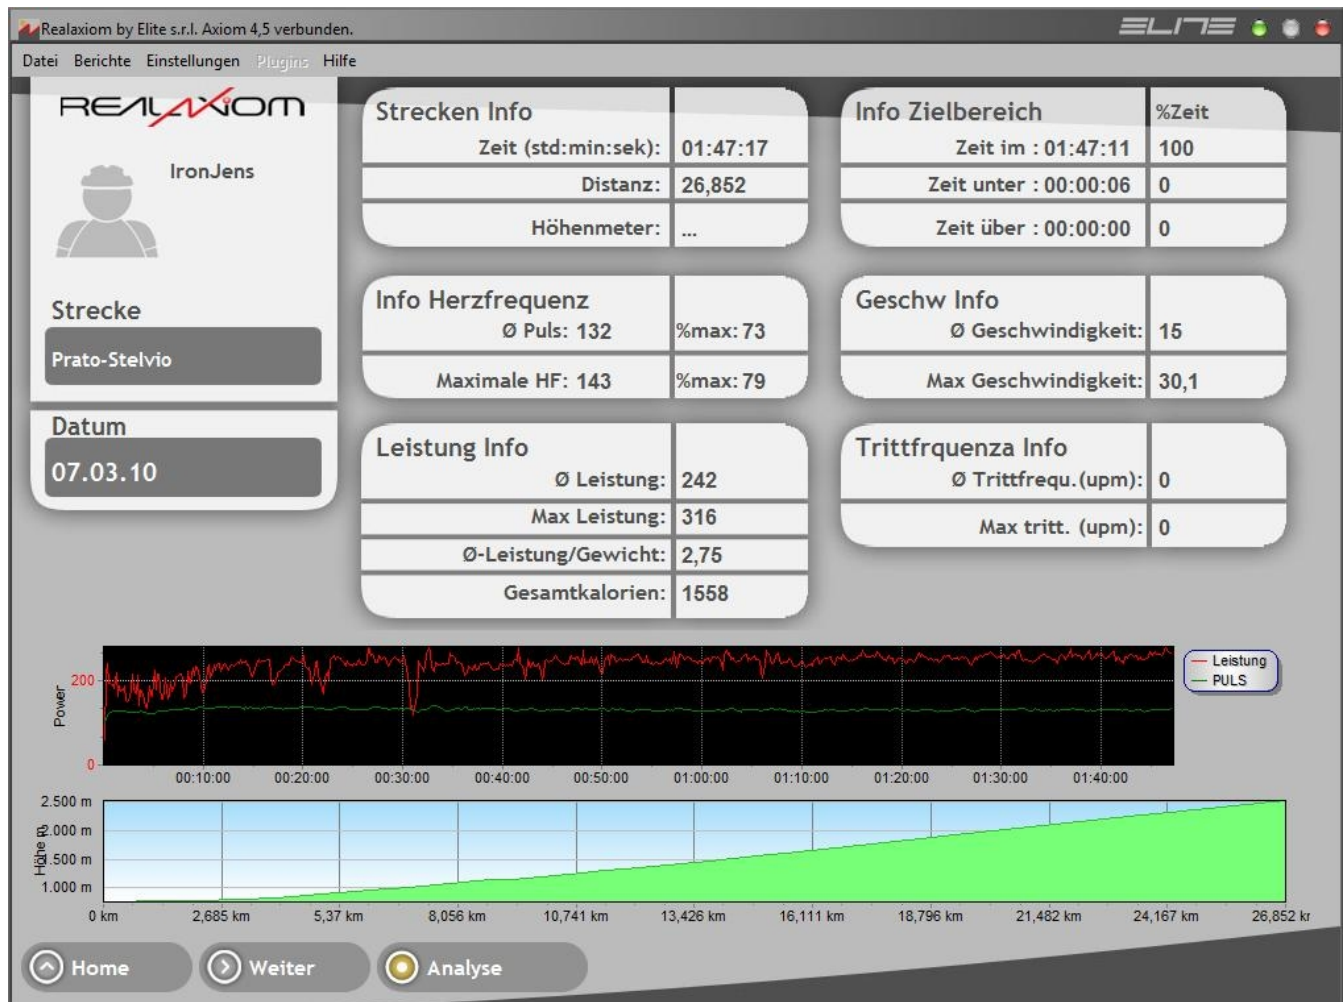 Realaxiom by Elite s.r.l. Axiom 4,5 verbunden.
ELITE
Datei Berichte Einstellungen Plugins Hilfe
REALAXIOM
IronJens
Strecke
Prato-Stelvio
Datum
07.03.10
Strecken Info
Zeit (std:min:sek): 01:47:17
Distanz: 26,852
Höhenmeter: ...
Info Zielbereich %Zeit
Zeit im : 01:47:11 100
Zeit unter : 00:00:06 0
Zeit über : 00:00:00 0
Info Herzfrequenz
Ø Puls: 132 %max: 73
Maximale HF: 143 %max: 79
Geschw Info
Ø Geschwindigkeit: 15
Max Geschwindigkeit: 30,1
Leistung Info
Ø Leistung: 242
Max Leistung: 316
Ø-Leistung/Gewicht: 2,75
Gesamtkalorien: 1558
Trittfrquenza Info
Ø Trittfrequ.(upm): 0
Max tritt. (upm): 0
Power
200
0
00:10:00 00:20:00 00:30:00 00:40:00 00:50:00 01:00:00 01:10:00 01:20:00 01:30:00 01:40:00
Leistung
PULS
Höhe m
2.500 m
2.000 m
1.500 m
1.000 m
0 km 2,685 km 5,37 km 8,056 km 10,741 km 13,426 km 16,111 km 18,796 km 21,482 km 24,167 km 26,852 kr
Home Weiter Analyse